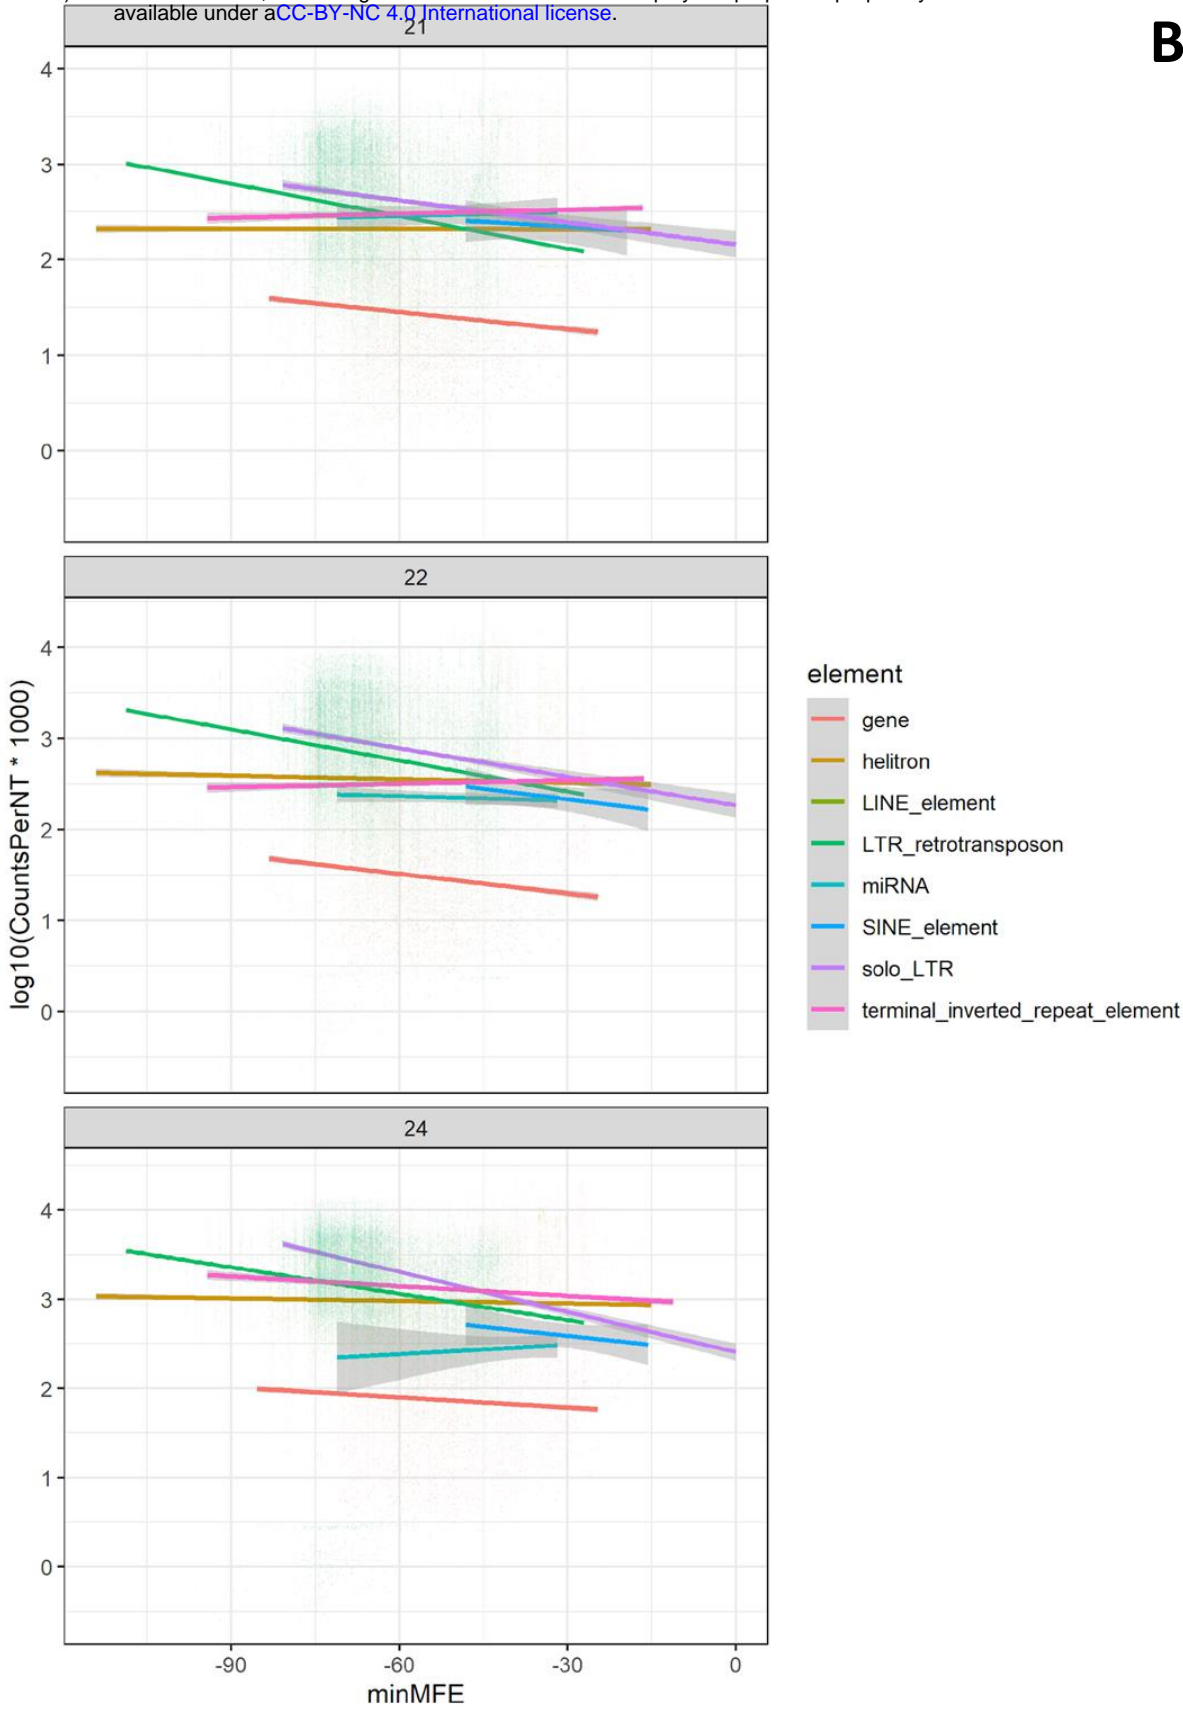 available under aCC-BY-NC 4.0 International license.
B
21
4
3
2
1
0
22
4
3
2
1
0
log10(CountsPerNT * 1000)
24
4
3
2
1
0
-90
-60
-30
0
minMFE
element
gene
helitron
LINE_element
LTR_retrotransposon
miRNA
SINE_element
solo_LTR
terminal_inverted_repeat_element